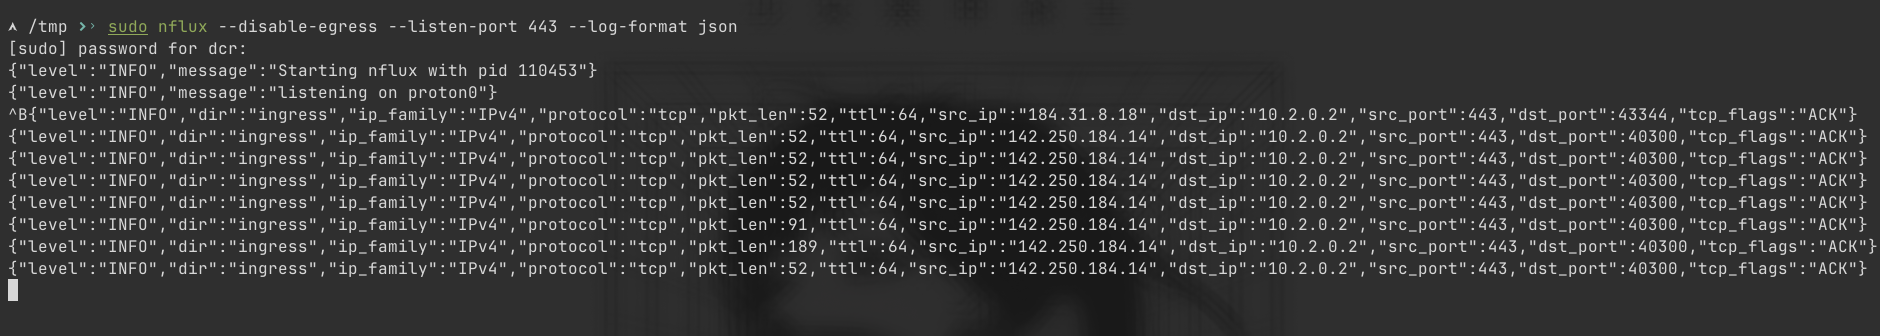 ⋏ /tmp ❯› sudo nflux --disable-egress --listen-port 443 --log-format json
[sudo] password for dcr:
{"level":"INFO","message":"Starting nflux with pid 110453"}
{"level":"INFO","message":"listening on proton0"}
^B{"level":"INFO","dir":"ingress","ip_family":"IPv4","protocol":"tcp","pkt_len":52,"ttl":64,"src_ip":"184.31.8.18","dst_ip":"10.2.0.2","src_port":443,"dst_port":43344,"tcp_flags":"ACK"}
{"level":"INFO","dir":"ingress","ip_family":"IPv4","protocol":"tcp","pkt_len":52,"ttl":64,"src_ip":"142.250.184.14","dst_ip":"10.2.0.2","src_port":443,"dst_port":40300,"tcp_flags":"ACK"}
{"level":"INFO","dir":"ingress","ip_family":"IPv4","protocol":"tcp","pkt_len":52,"ttl":64,"src_ip":"142.250.184.14","dst_ip":"10.2.0.2","src_port":443,"dst_port":40300,"tcp_flags":"ACK"}
{"level":"INFO","dir":"ingress","ip_family":"IPv4","protocol":"tcp","pkt_len":52,"ttl":64,"src_ip":"142.250.184.14","dst_ip":"10.2.0.2","src_port":443,"dst_port":40300,"tcp_flags":"ACK"}
{"level":"INFO","dir":"ingress","ip_family":"IPv4","protocol":"tcp","pkt_len":52,"ttl":64,"src_ip":"142.250.184.14","dst_ip":"10.2.0.2","src_port":443,"dst_port":40300,"tcp_flags":"ACK"}
{"level":"INFO","dir":"ingress","ip_family":"IPv4","protocol":"tcp","pkt_len":91,"ttl":64,"src_ip":"142.250.184.14","dst_ip":"10.2.0.2","src_port":443,"dst_port":40300,"tcp_flags":"ACK"}
{"level":"INFO","dir":"ingress","ip_family":"IPv4","protocol":"tcp","pkt_len":189,"ttl":64,"src_ip":"142.250.184.14","dst_ip":"10.2.0.2","src_port":443,"dst_port":40300,"tcp_flags":"ACK"}
{"level":"INFO","dir":"ingress","ip_family":"IPv4","protocol":"tcp","pkt_len":52,"ttl":64,"src_ip":"142.250.184.14","dst_ip":"10.2.0.2","src_port":443,"dst_port":40300,"tcp_flags":"ACK"}